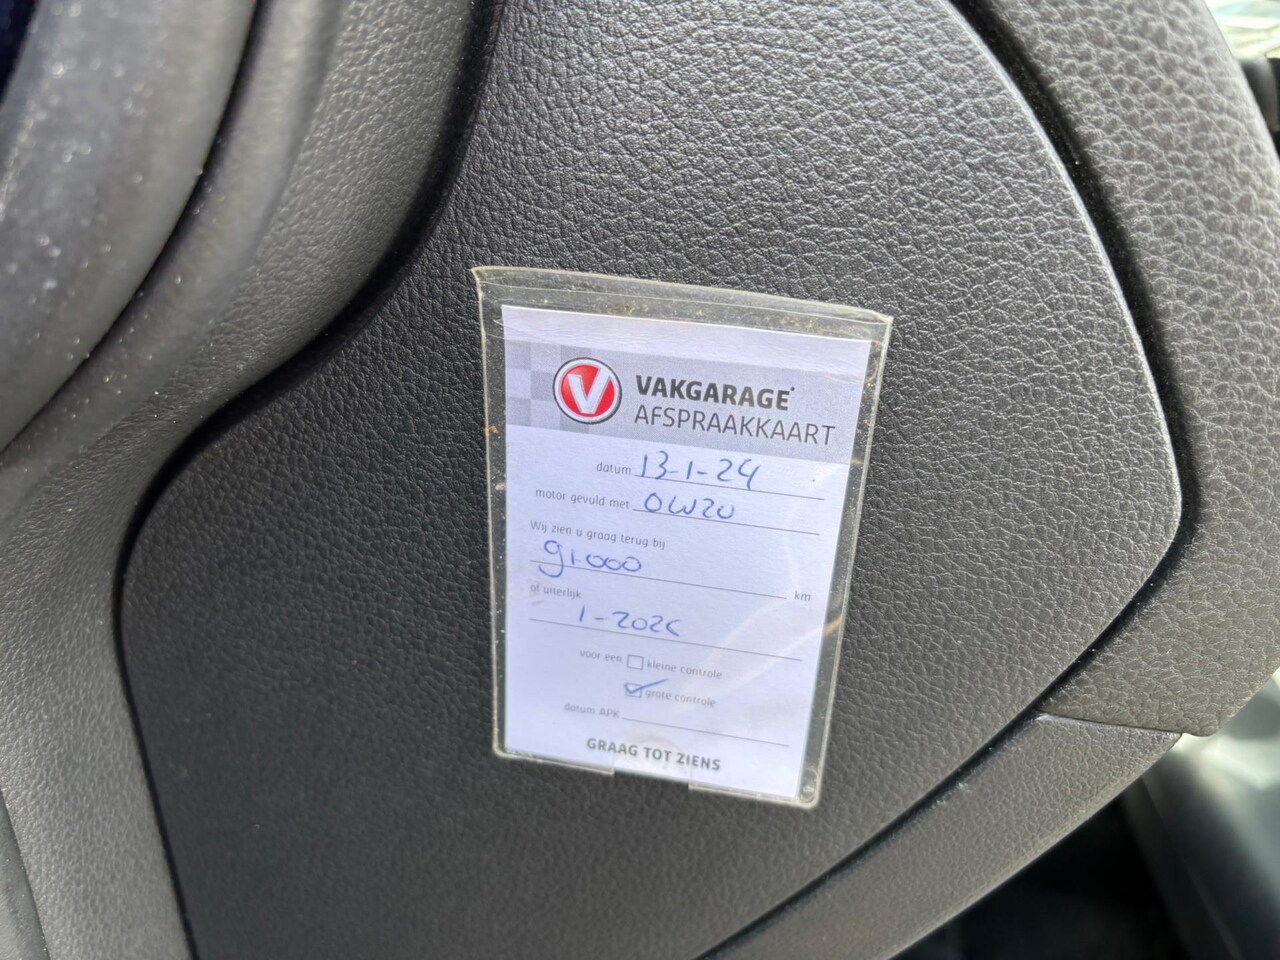 V VAKGARAGE
AFSPRAAKKAART
datum 13-1-24
motor gevuld met 0W20
Wij zien u graag terug bij
91.000 km
of uiterlijk
1-2026
voor een kleine controle
grote controle
datum APK
GRAAG TOT ZIENS